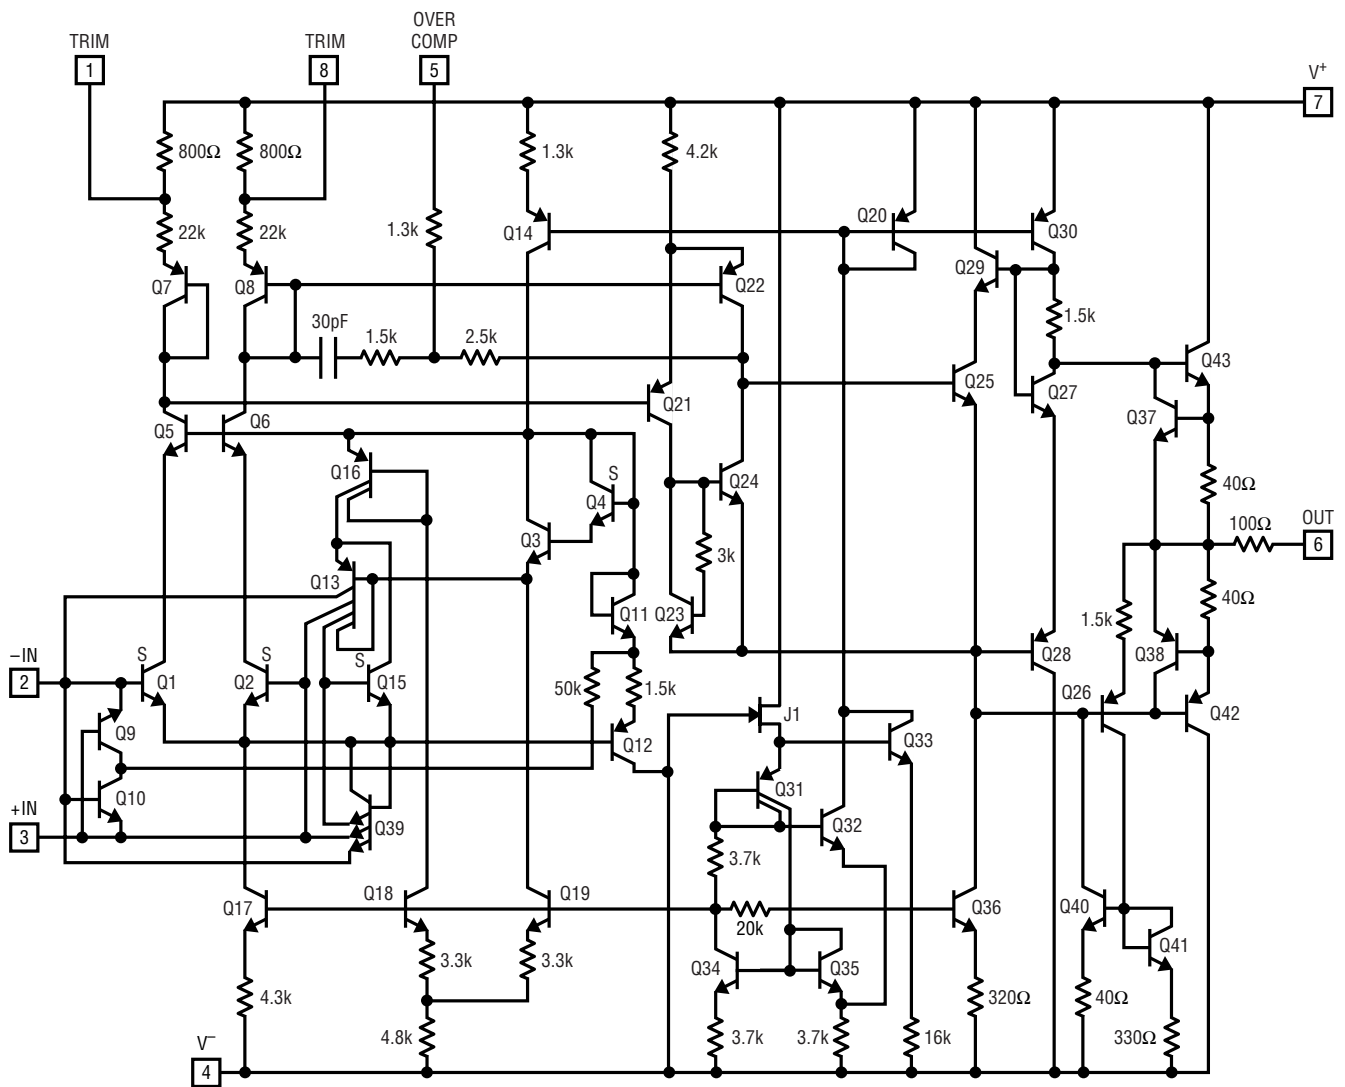 OVER
COMP
TRIM
TRIM
1
8
5
V+
7
800Ω
800Ω
1.3k
4.2k
22k
22k
1.3k
Q14
Q20
Q30
Q7
Q8
Q22
Q29
30pF
1.5k
2.5k
1.5k
Q43
Q21
Q25
Q27
Q37
Q5
Q6
Q16
S
Q4
Q24
40Ω
100Ω
OUT
6
Q3
3k
Q13
Q11
Q23
1.5k
40Ω
–IN
2
S
Q1
S
Q2
S
Q15
50k
1.5k
Q28
Q38
Q26
Q9
Q12
J1
Q33
Q42
Q10
Q31
+IN
3
Q39
Q32
3.7k
Q17
Q18
Q19
20k
Q36
Q40
Q41
3.3k
3.3k
Q34
Q35
4.3k
320Ω
40Ω
4.8k
3.7k
3.7k
16k
330Ω
V–
4